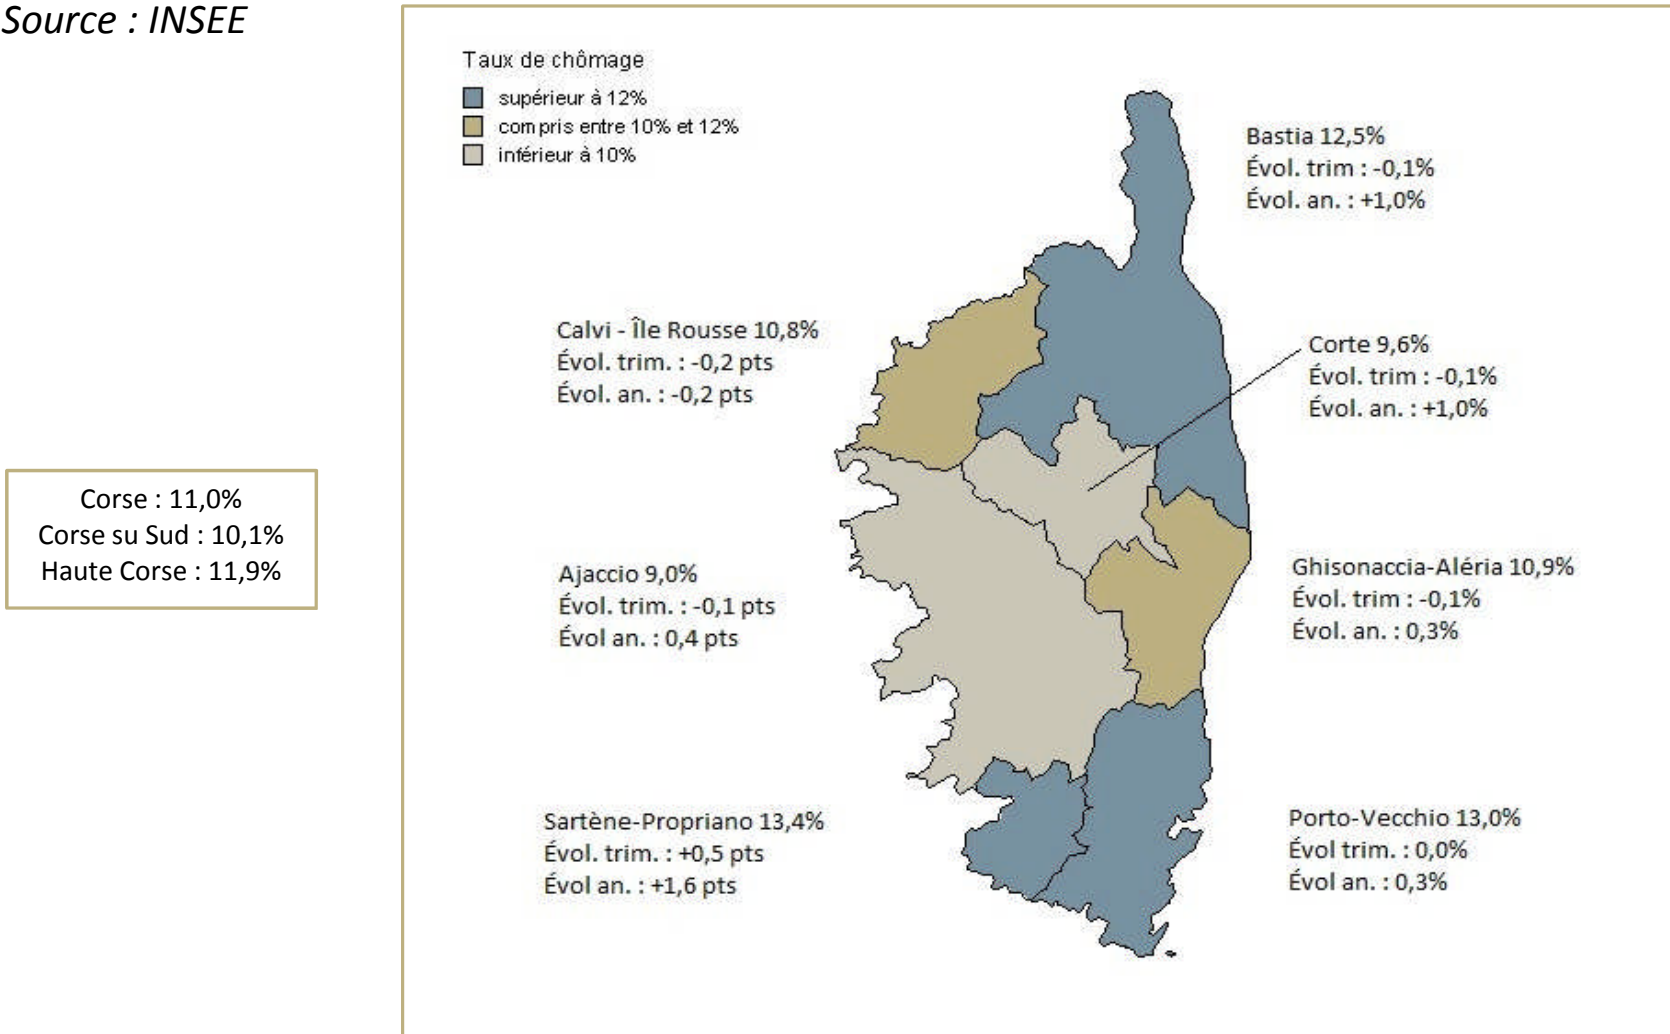 Source : INSEE
Taux de chômage
supérieur à 12%
compris entre 10% et 12%
inférieur à 10%
Bastia 12,5%
Évol. trim : -0,1%
Évol. an. : +1,0%
Calvi - Île Rousse 10,8%
Évol. trim. : -0,2 pts
Évol. an. : -0,2 pts
Corte 9,6%
Évol. trim : -0,1%
Évol. an. : +1,0%
Corse : 11,0%
Corse su Sud : 10,1%
Haute Corse : 11,9%
Ajaccio 9,0%
Évol. trim. : -0,1 pts
Évol an. : 0,4 pts
Ghisonaccia-Aléria 10,9%
Évol. trim : -0,1%
Évol. an. : 0,3%
Sartène-Propriano 13,4%
Évol. trim. : +0,5 pts
Évol an. : +1,6 pts
Porto-Vecchio 13,0%
Évol trim. : 0,0%
Évol an. : 0,3%